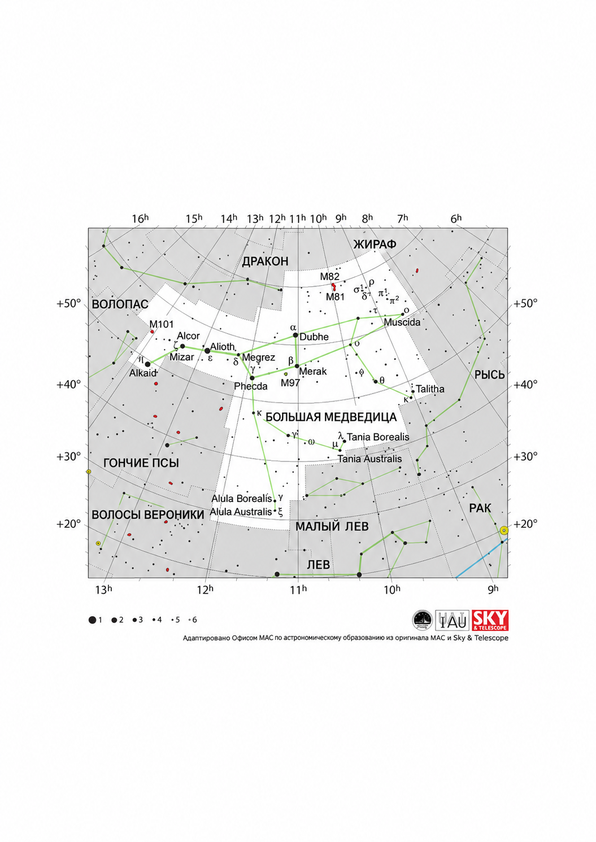 16h 15h 14h 13h 12h 11h 10h 9h 8h 7h 6h
ЖИРАФ
ДРАКОН
M82
M81
σ¹ ρ
δ π¹
π²
+50° +50°
ВОЛОПАС
M101
τ ο
Muscida
α
Dubhe
Alcor
ζ
Mizar
Alioth
ε
Megrez
δ
γ
η
Alkaid
β
Merak
M97
Phecda
υ
φ
θ
РЫСЬ
+40° +40°
Talitha
κ
κ
БОЛЬШАЯ МЕДВЕДИЦА
ω
λ Tania Borealis
μ
Tania Australis
+30° +30°
ГОНЧИЕ ПСЫ
Alula Borealis γ
Alula Australis ξ
РАК
ВОЛОСЫ ВЕРОНИКИ
МАЛЫЙ ЛЕВ
+20° +20°
ЛЕВ
13h 12h 11h 10h 9h
1 2 3 4 5 6
IAU
SKY
& TELESCOPE
Адаптировано Офисом МАС по астрономическому образованию из оригинала МАС и Sky & Telescope